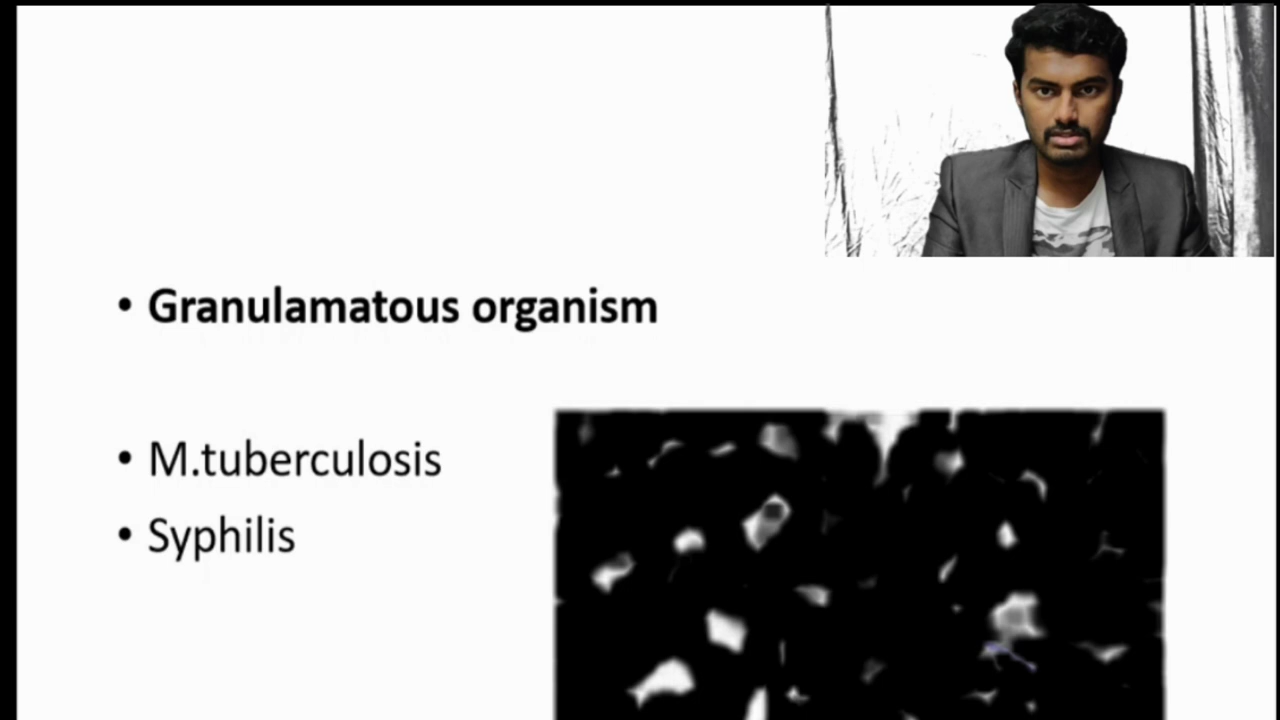 • Granulamatous organism
• M.tuberculosis
• Syphilis